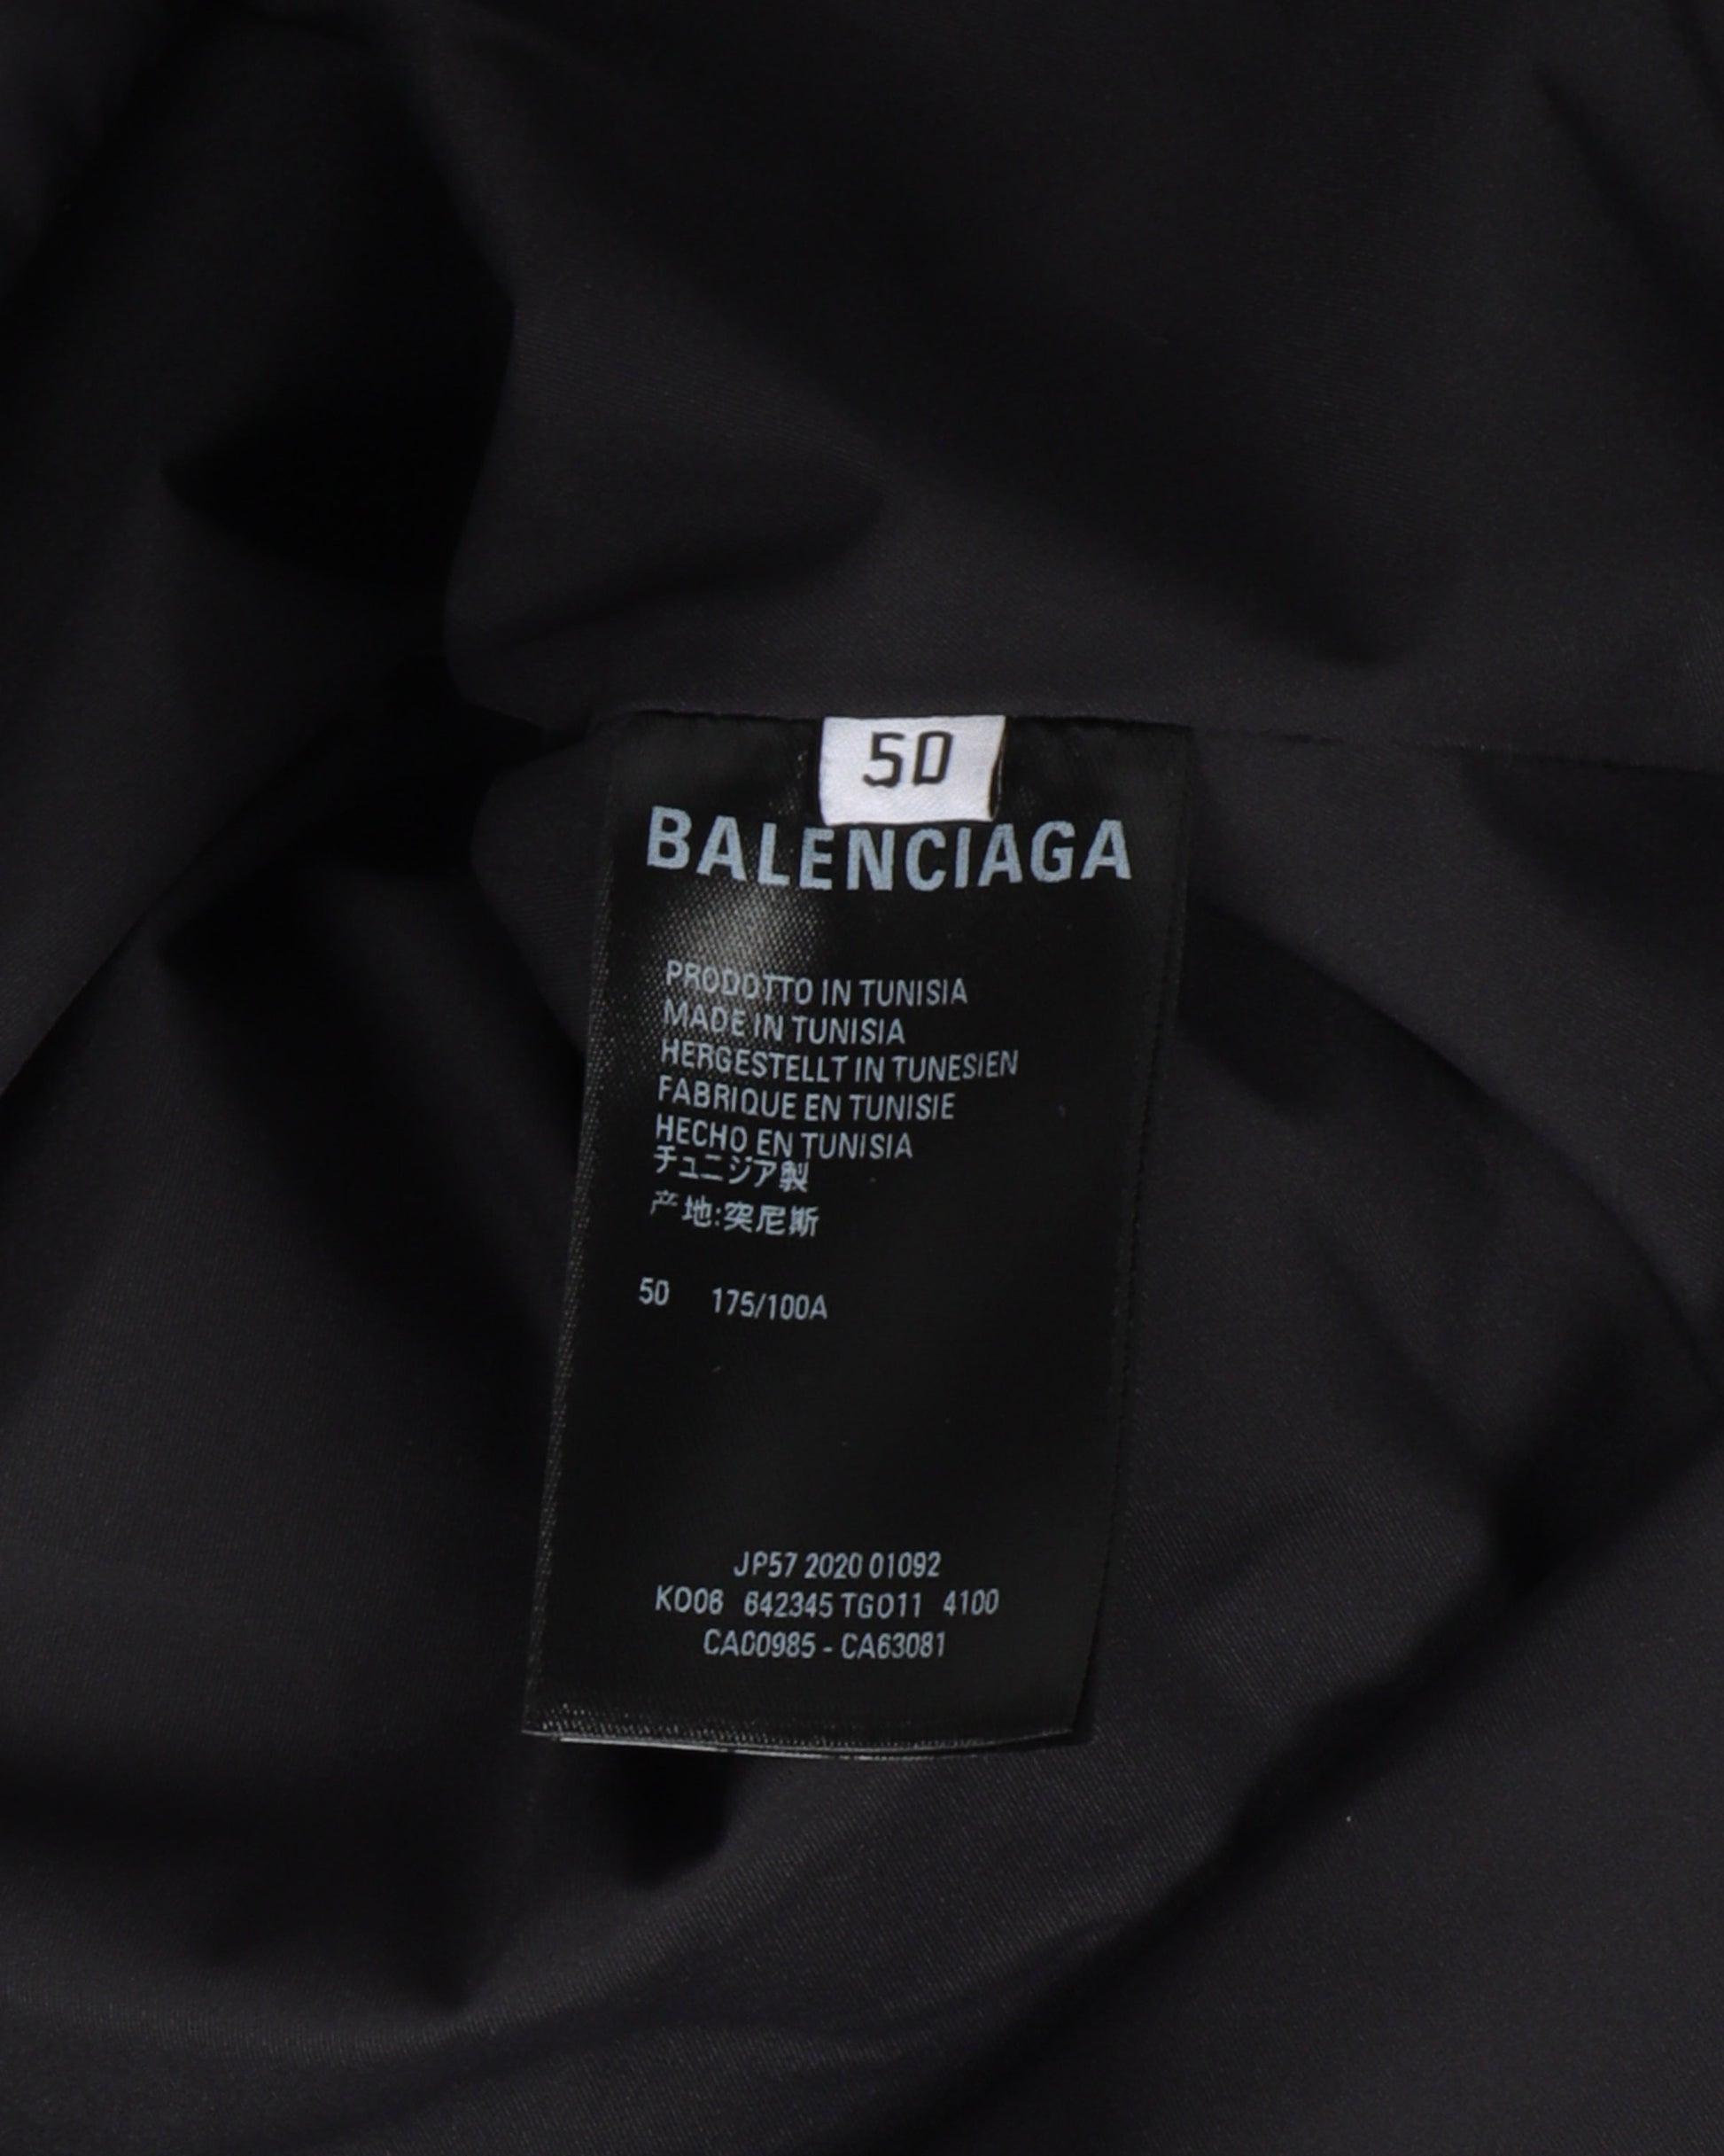 50
BALENCIAGA
PRODOTTO IN TUNISIA
MADE IN TUNISIA
HERGESTELLT IN TUNESIEN
FABRIQUE EN TUNISIE
HECHO EN TUNISIA
チュニジア製
产地:突尼斯
50 175/100A
JP57 2020 01092
KO06 642345 TGO11 4100
CAC0985 - CA63081